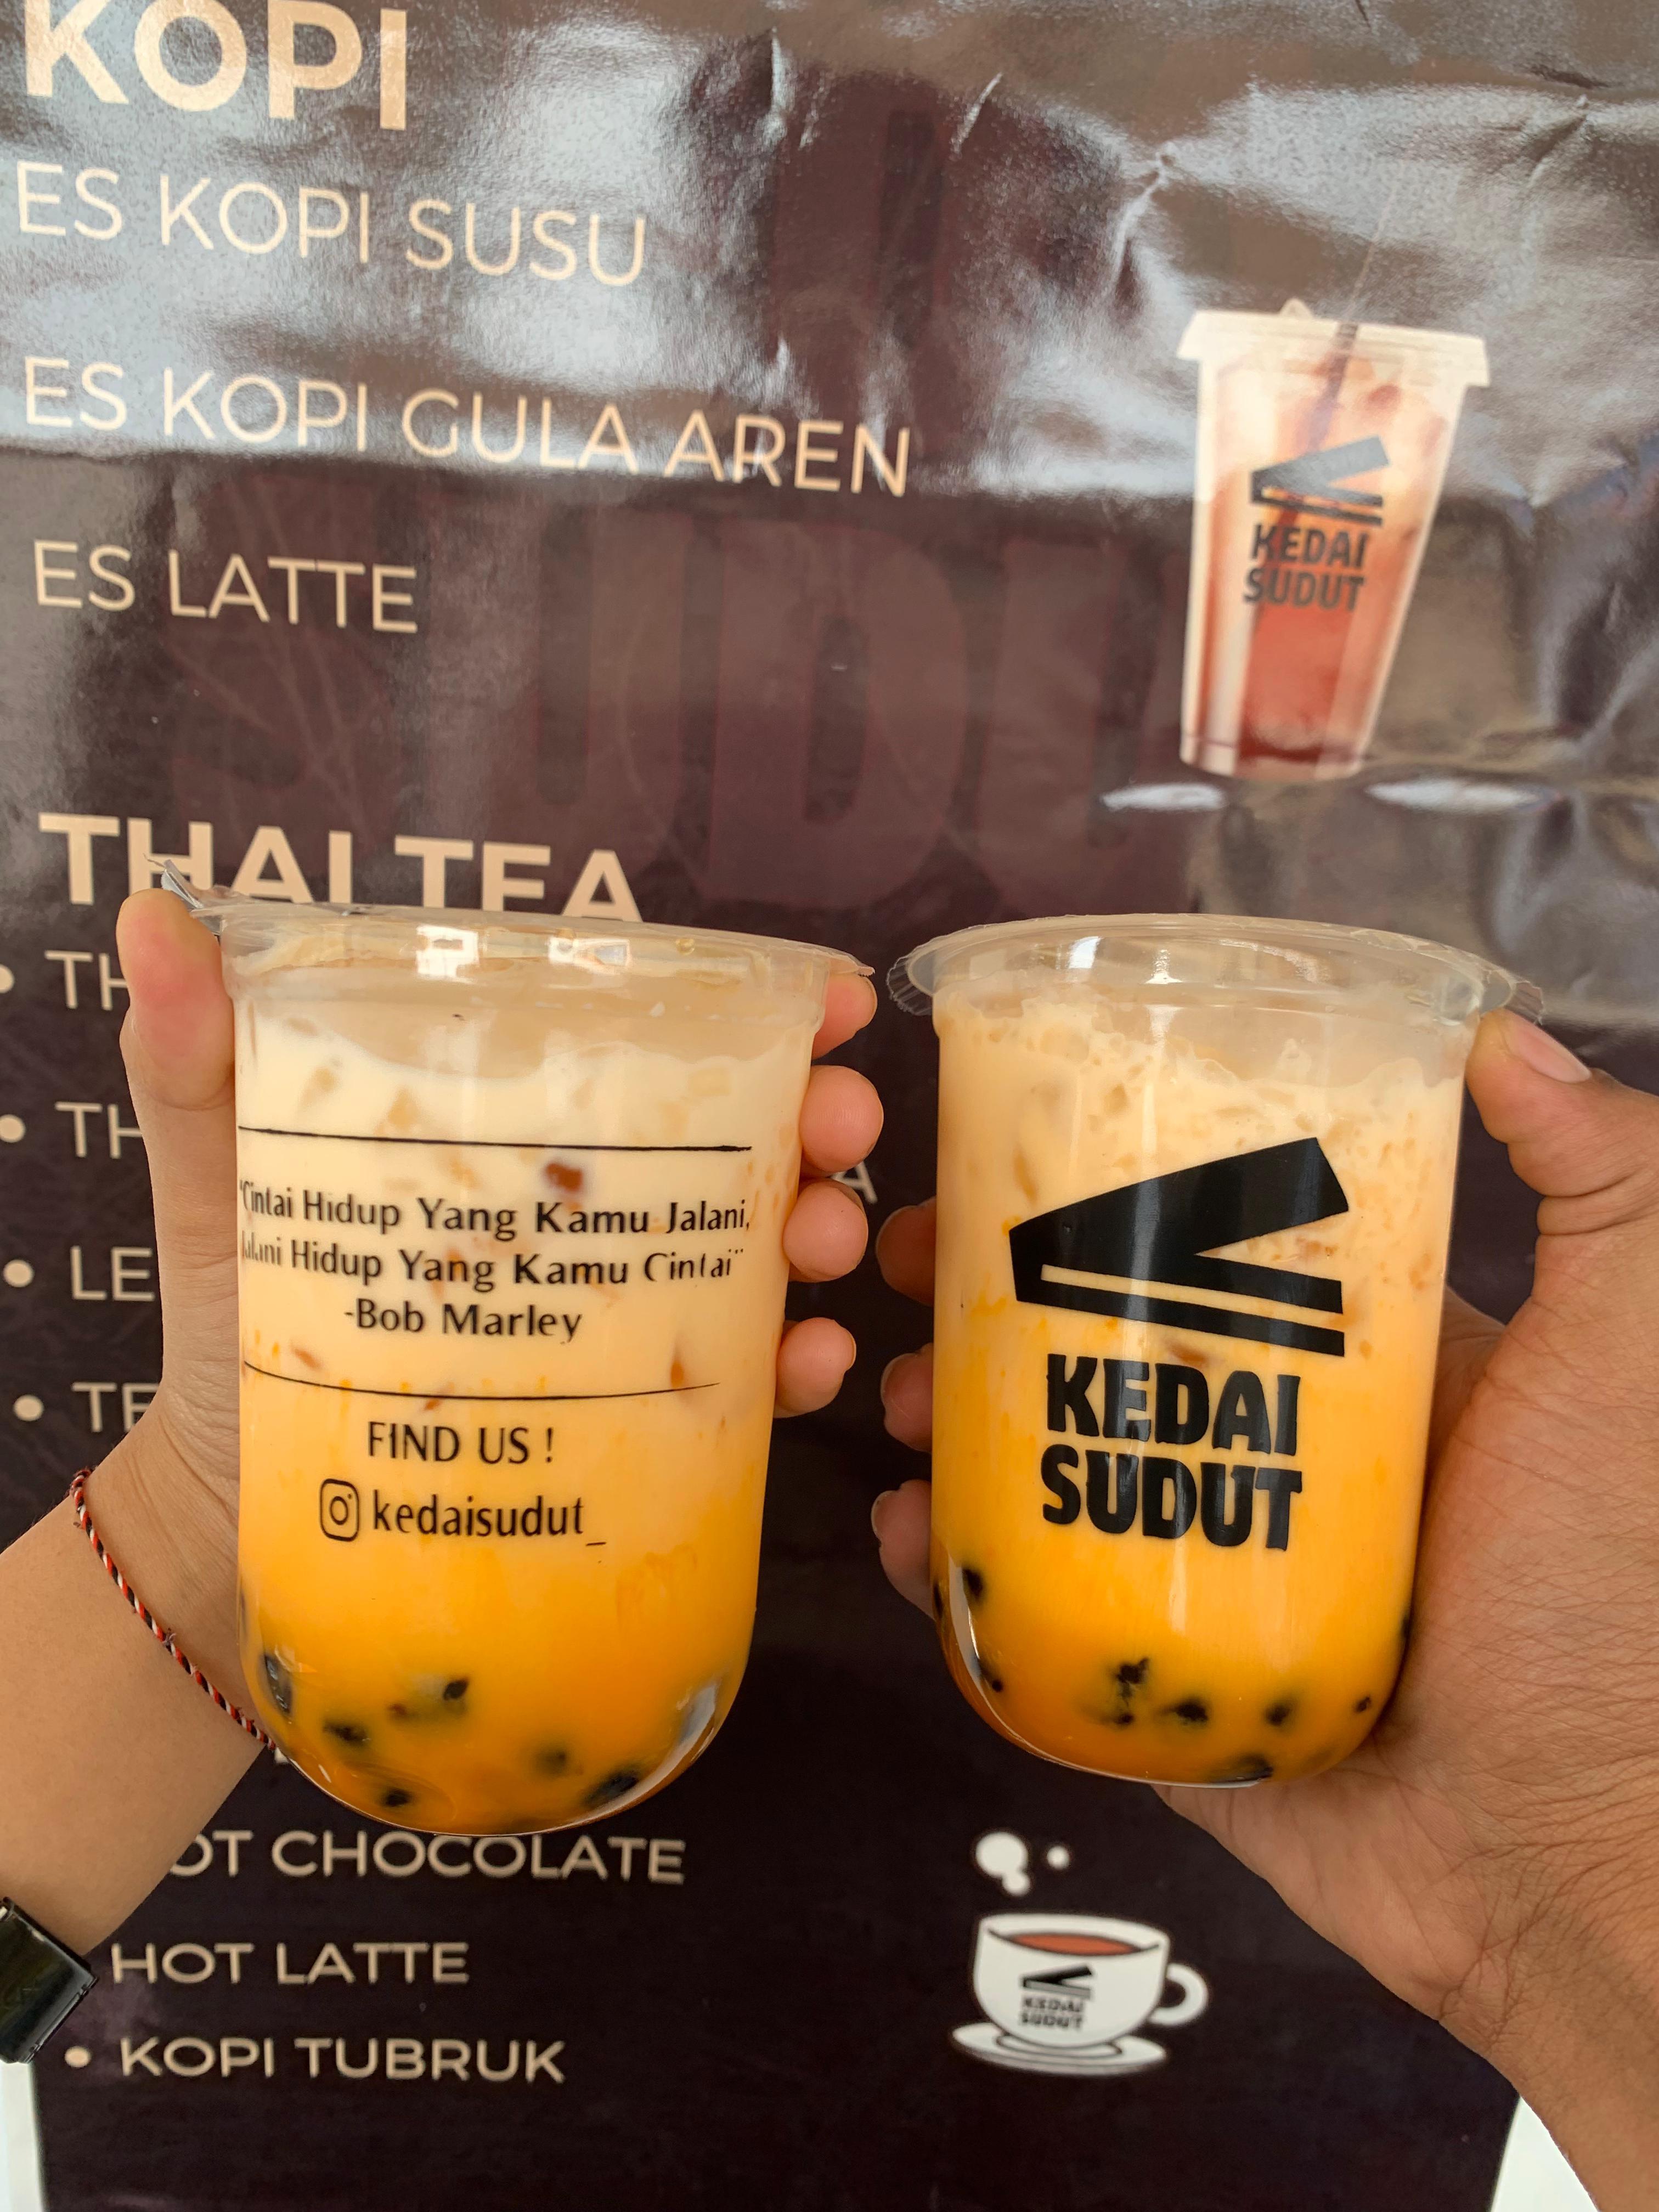 KOPI
ES KOPI SUSU
ES KOPI GULA AREN
ES LATTE
KEDAI
SUDUT
THAI TEA
"Cintai Hidup Yang Kamu Jalani,
Jalani Hidup Yang Kamu Cintai"
-Bob Marley
FIND US !
kedaisudut_
KEDAI
SUDUT
CHOCOLATE
HOT LATTE
• KOPI TUBRUK
KEDAI
SUDUT